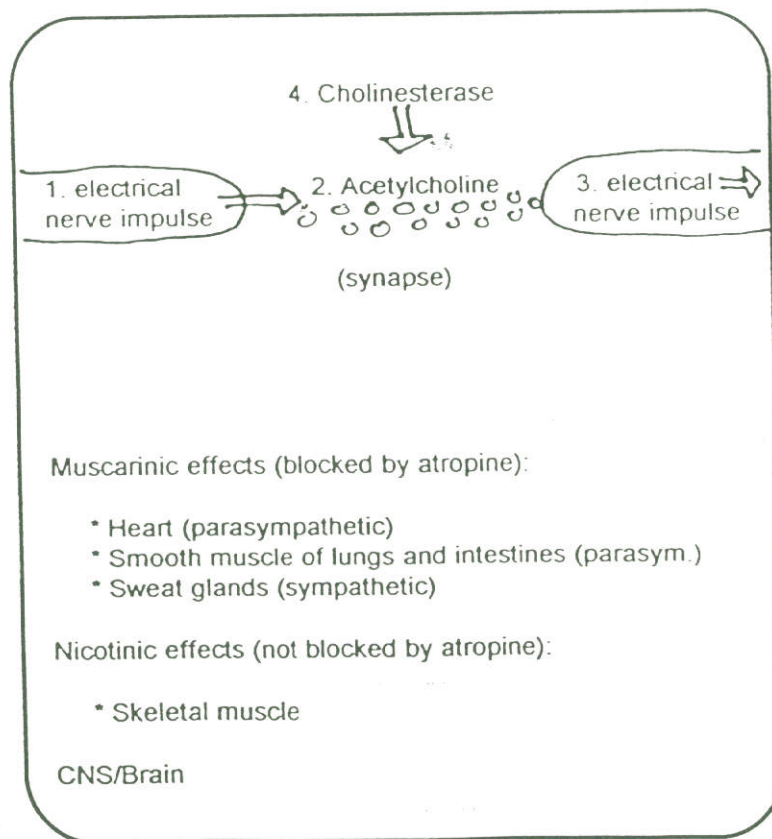 4. Cholinesterase
1. electrical
nerve impulse
2. Acetylcholine
3. electrical
nerve impulse
(synapse)
Muscarinic effects (blocked by atropine):
* Heart (parasympathetic)
* Smooth muscle of lungs and intestines (parasym.)
* Sweat glands (sympathetic)
Nicotinic effects (not blocked by atropine):
* Skeletal muscle
CNS/Brain